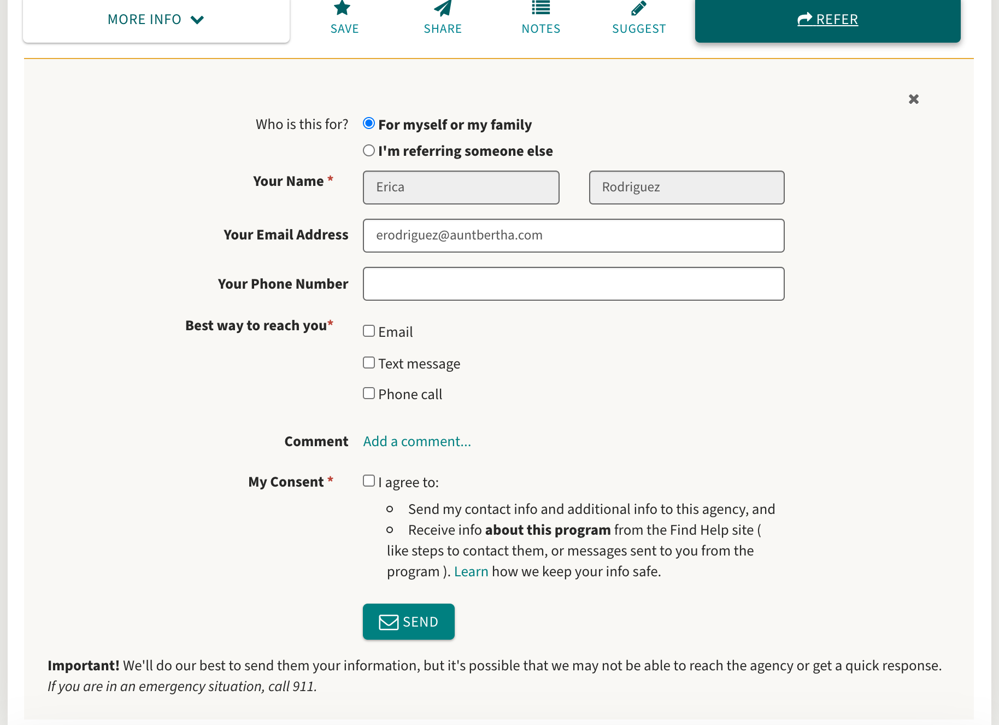 MORE INFO
SAVE
SHARE
NOTES
SUGGEST
REFER
Who is this for?
For myself or my family
I'm referring someone else
Your Name *
Erica
Rodriguez
Your Email Address
erodriguez@auntbertha.com
Your Phone Number
Best way to reach you*
Email
Text message
Phone call
Comment
Add a comment...
My Consent *
I agree to:
Send my contact info and additional info to this agency, and
Receive info about this program from the Find Help site (
like steps to contact them, or messages sent to you from the
program ). Learn how we keep your info safe.
SEND
Important! We'll do our best to send them your information, but it's possible that we may not be able to reach the agency or get a quick response.
If you are in an emergency situation, call 911.